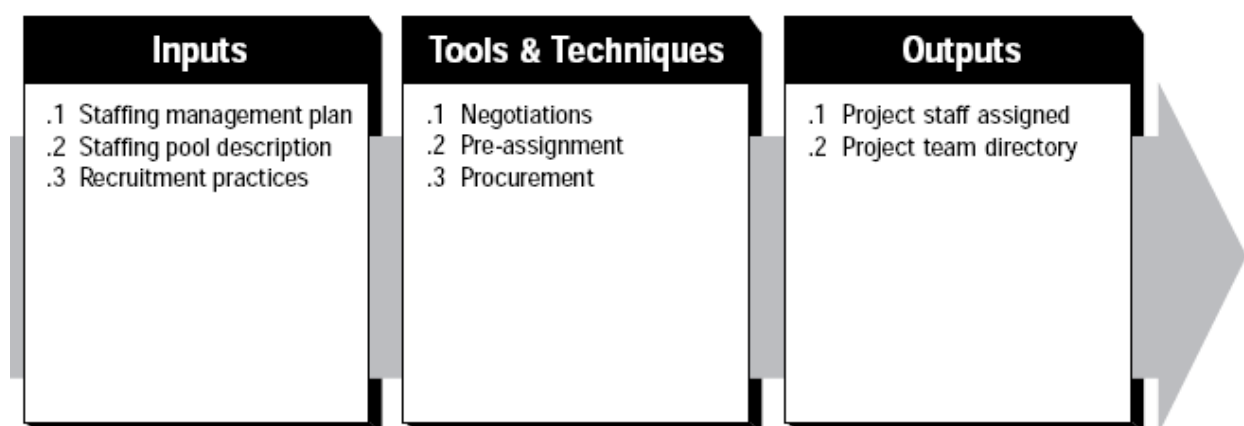 Inputs
.1 Staffing management plan
.2 Staffing pool description
.3 Recruitment practices
Tools & Techniques
.1 Negotiations
.2 Pre-assignment
.3 Procurement
Outputs
.1 Project staff assigned
.2 Project team directory